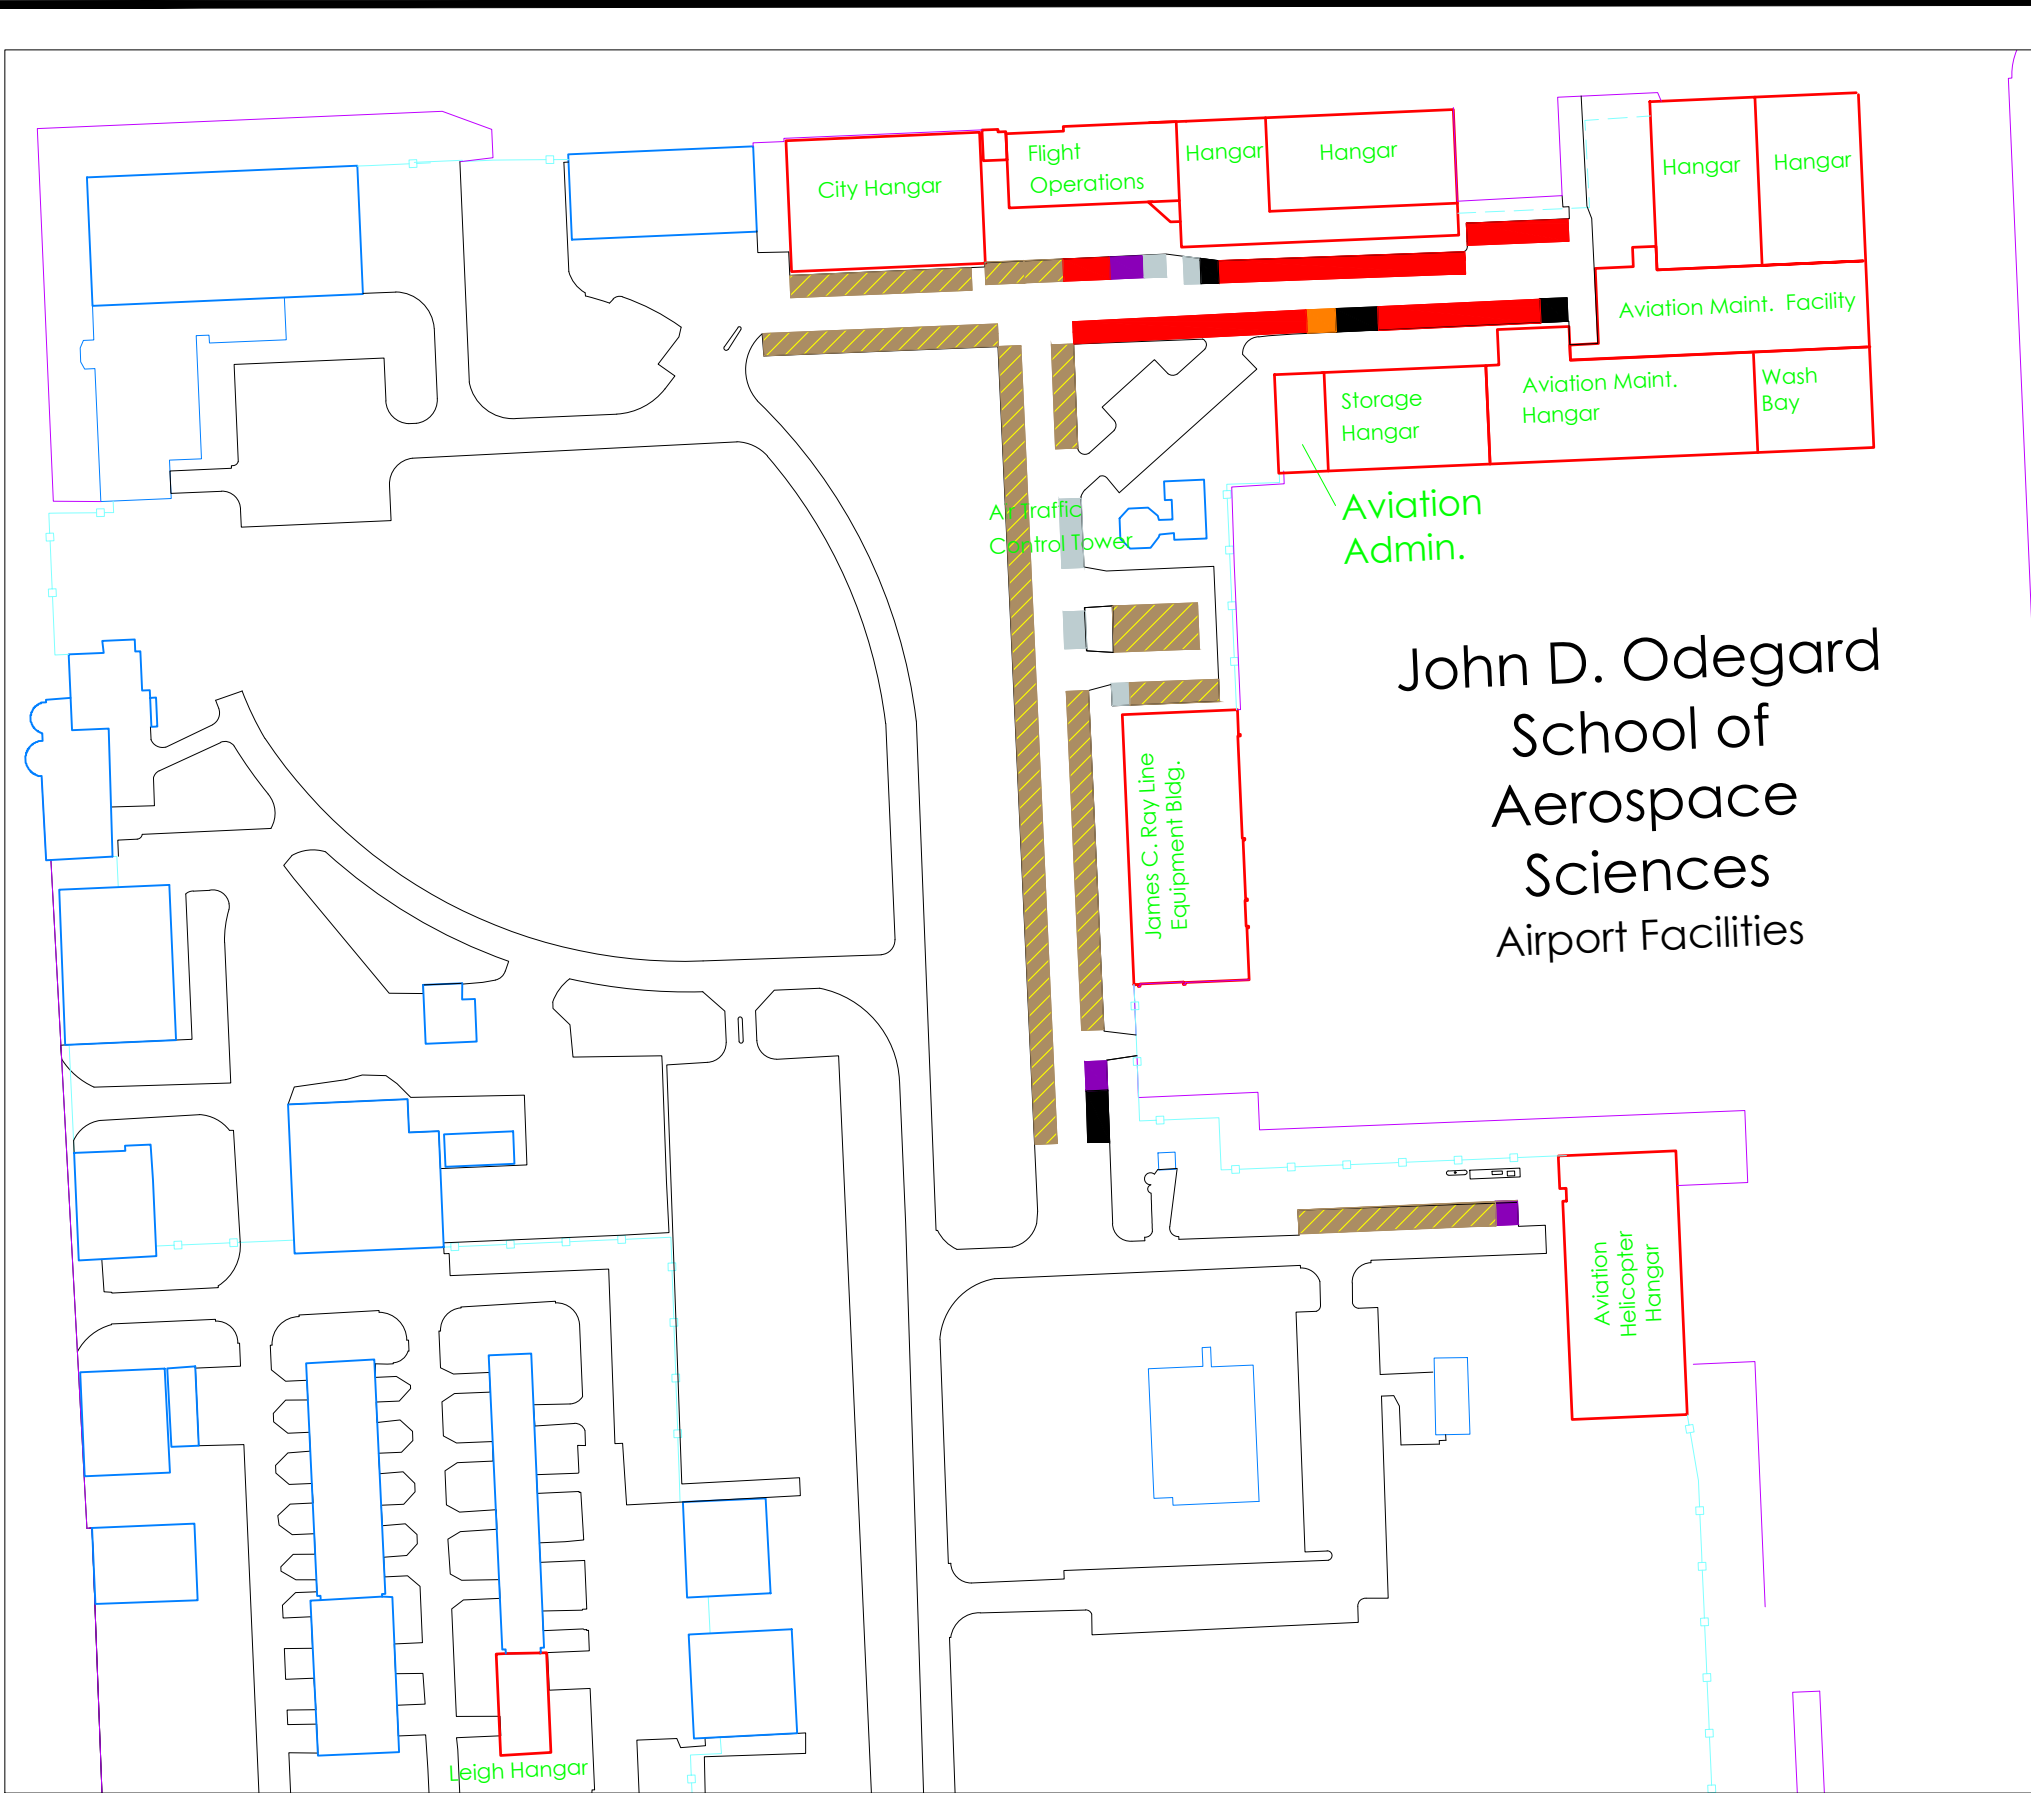 Flight
Operations
Hangar
Hangar
City Hangar
Hangar
Hangar
Aviation Maint. Facility
Storage
Hangar
Aviation Maint.
Hangar
Wash
Bay
Air Traffic
Control Tower
Aviation
Admin.
John D. Odegard
School of
Aerospace
Sciences
Airport Facilities
James C. Ray Line
Equipment Bldg.
Aviation
Helicopter
Hangar
Leigh Hangar